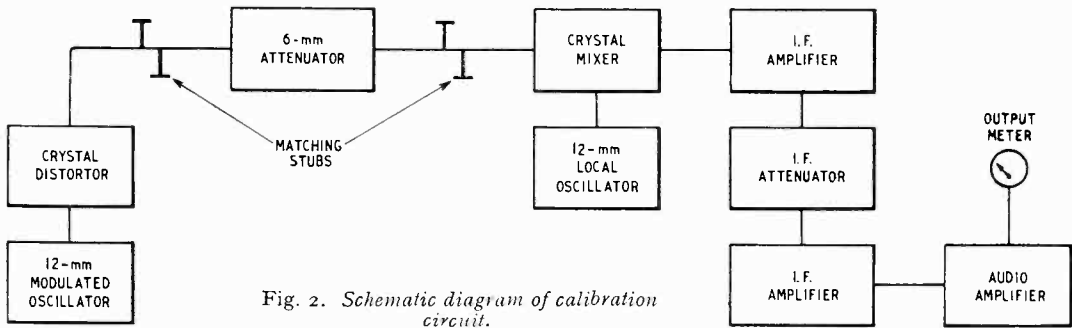 6-mm
ATTENUATOR
CRYSTAL
MIXER
I.F.
AMPLIFIER
MATCHING
STUBS
OUTPUT
METER
CRYSTAL
DISTORTOR
12-mm
LOCAL
OSCILLATOR
I.F.
ATTENUATOR
12-mm
MODULATED
OSCILLATOR
I.F.
AMPLIFIER
AUDIO
AMPLIFIER
Fig. 2. Schematic diagram of calibration
circuit.